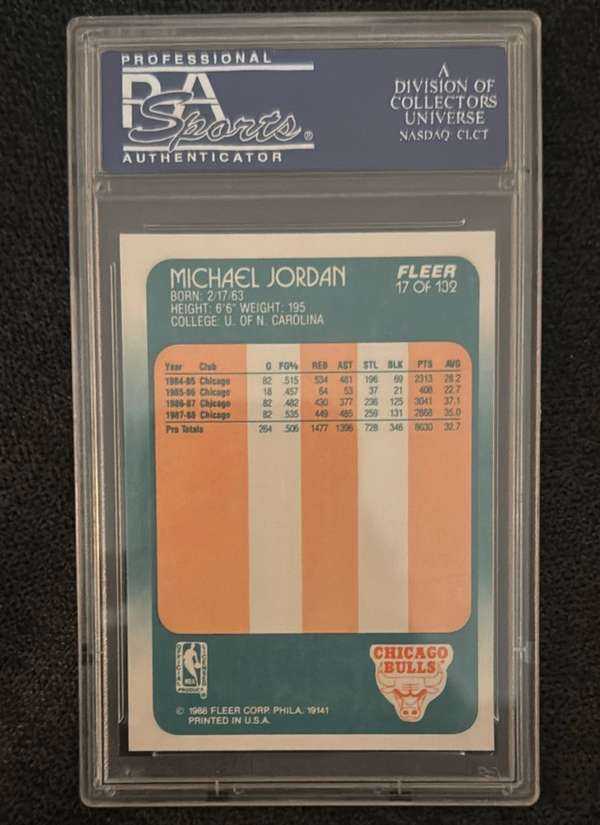 PROFESSIONAL
PSA
Sports®
AUTHENTICATOR
A
DIVISION OF
COLLECTORS
UNIVERSE
NASDAQ CLCT
MICHAEL JORDAN
BORN: 2/17/63
HEIGHT: 6'6" WEIGHT: 195
COLLEGE: U. OF N. CAROLINA
FLEER
17 OF 132
Year Club G FG% REB AST STL BLK PTS AVG
1984-85 Chicago 82 .515 534 481 196 69 2313 28.2
1985-86 Chicago 18 .457 64 53 37 21 408 22.7
1986-87 Chicago 82 .482 430 377 236 125 3041 37.1
1987-88 Chicago 82 .535 449 485 259 131 2868 35.0
Pro Totals 264 .506 1477 1396 728 346 8630 32.7
NBA
PRODUCT
CHICAGO
BULLS
© 1988 FLEER CORP. PHILA. 19141
PRINTED IN U.S.A.